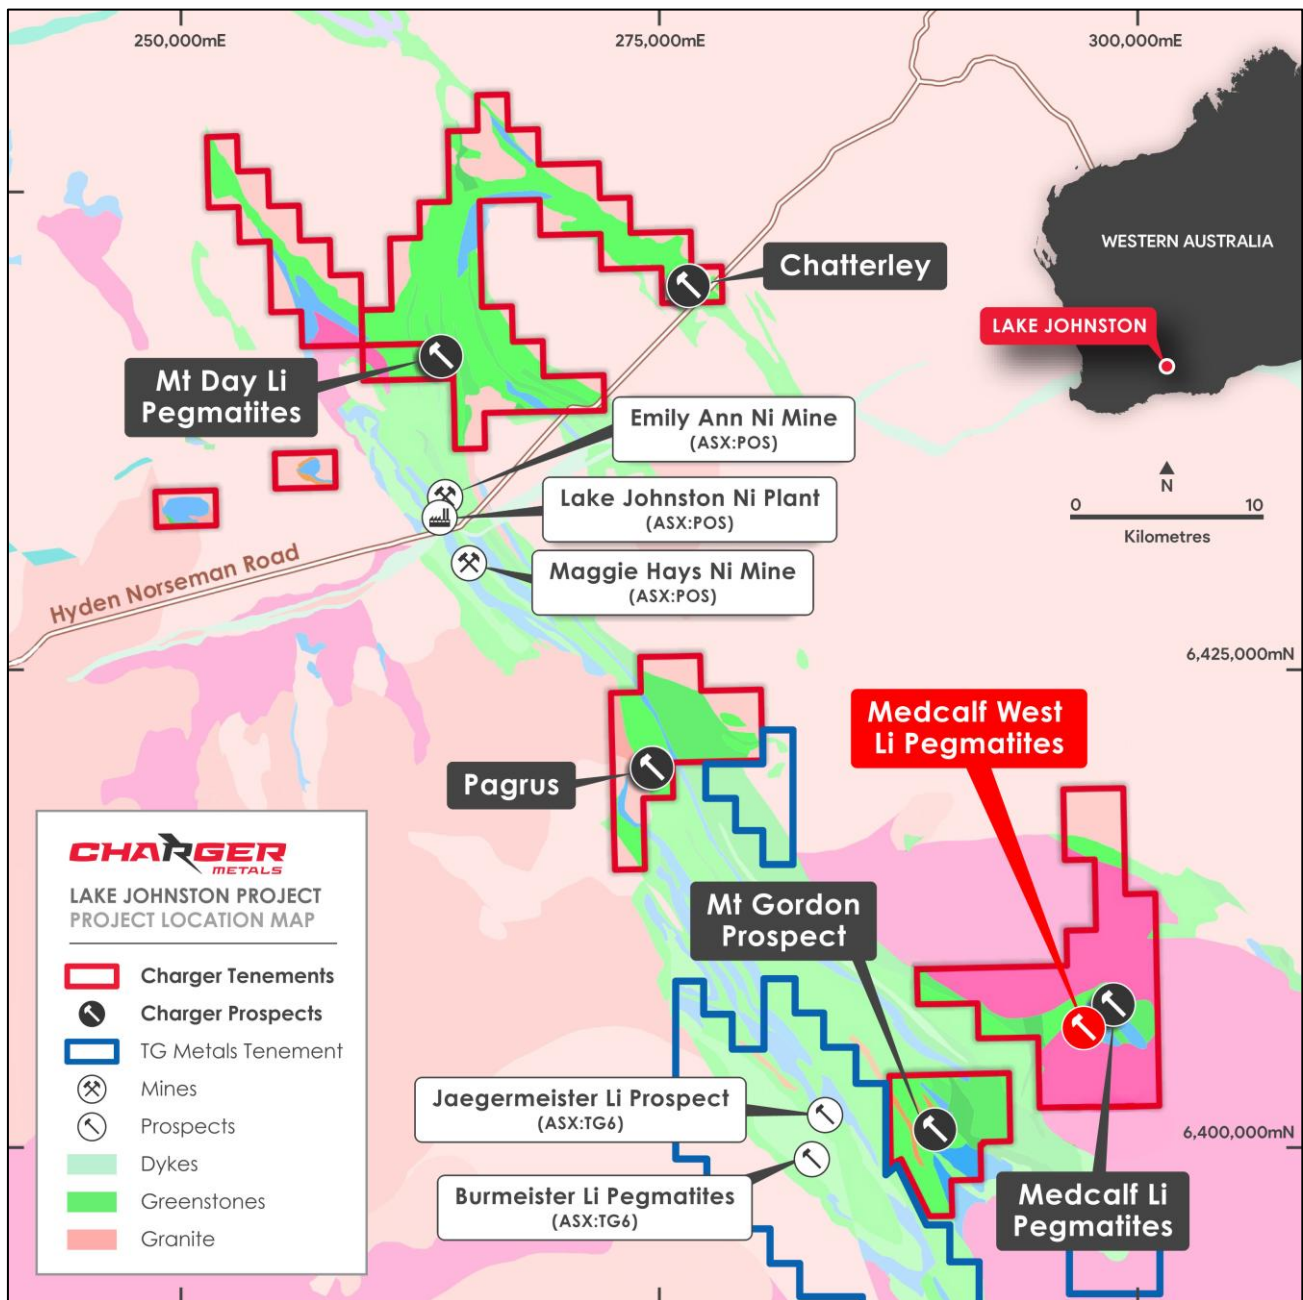 250,000mE
275,000mE
300,000mE
WESTERN AUSTRALIA
LAKE JOHNSTON
Chatterley
Mt Day Li
Pegmatites
Emily Ann Ni Mine
(ASX:POS)
Lake Johnston Ni Plant
(ASX:POS)
Maggie Hays Ni Mine
(ASX:POS)
N
0
10
Kilometres
Hyden Norseman Road
6,425,000mN
Medcalf West
Li Pegmatites
Pagrus
Mt Gordon
Prospect
Jaegermeister Li Prospect
(ASX:TG6)
Burmeister Li Pegmatites
(ASX:TG6)
6,400,000mN
Medcalf Li
Pegmatites
CHARGER
METALS
LAKE JOHNSTON PROJECT
PROJECT LOCATION MAP
Charger Tenements
Charger Prospects
TG Metals Tenement
Mines
Prospects
Dykes
Greenstones
Granite